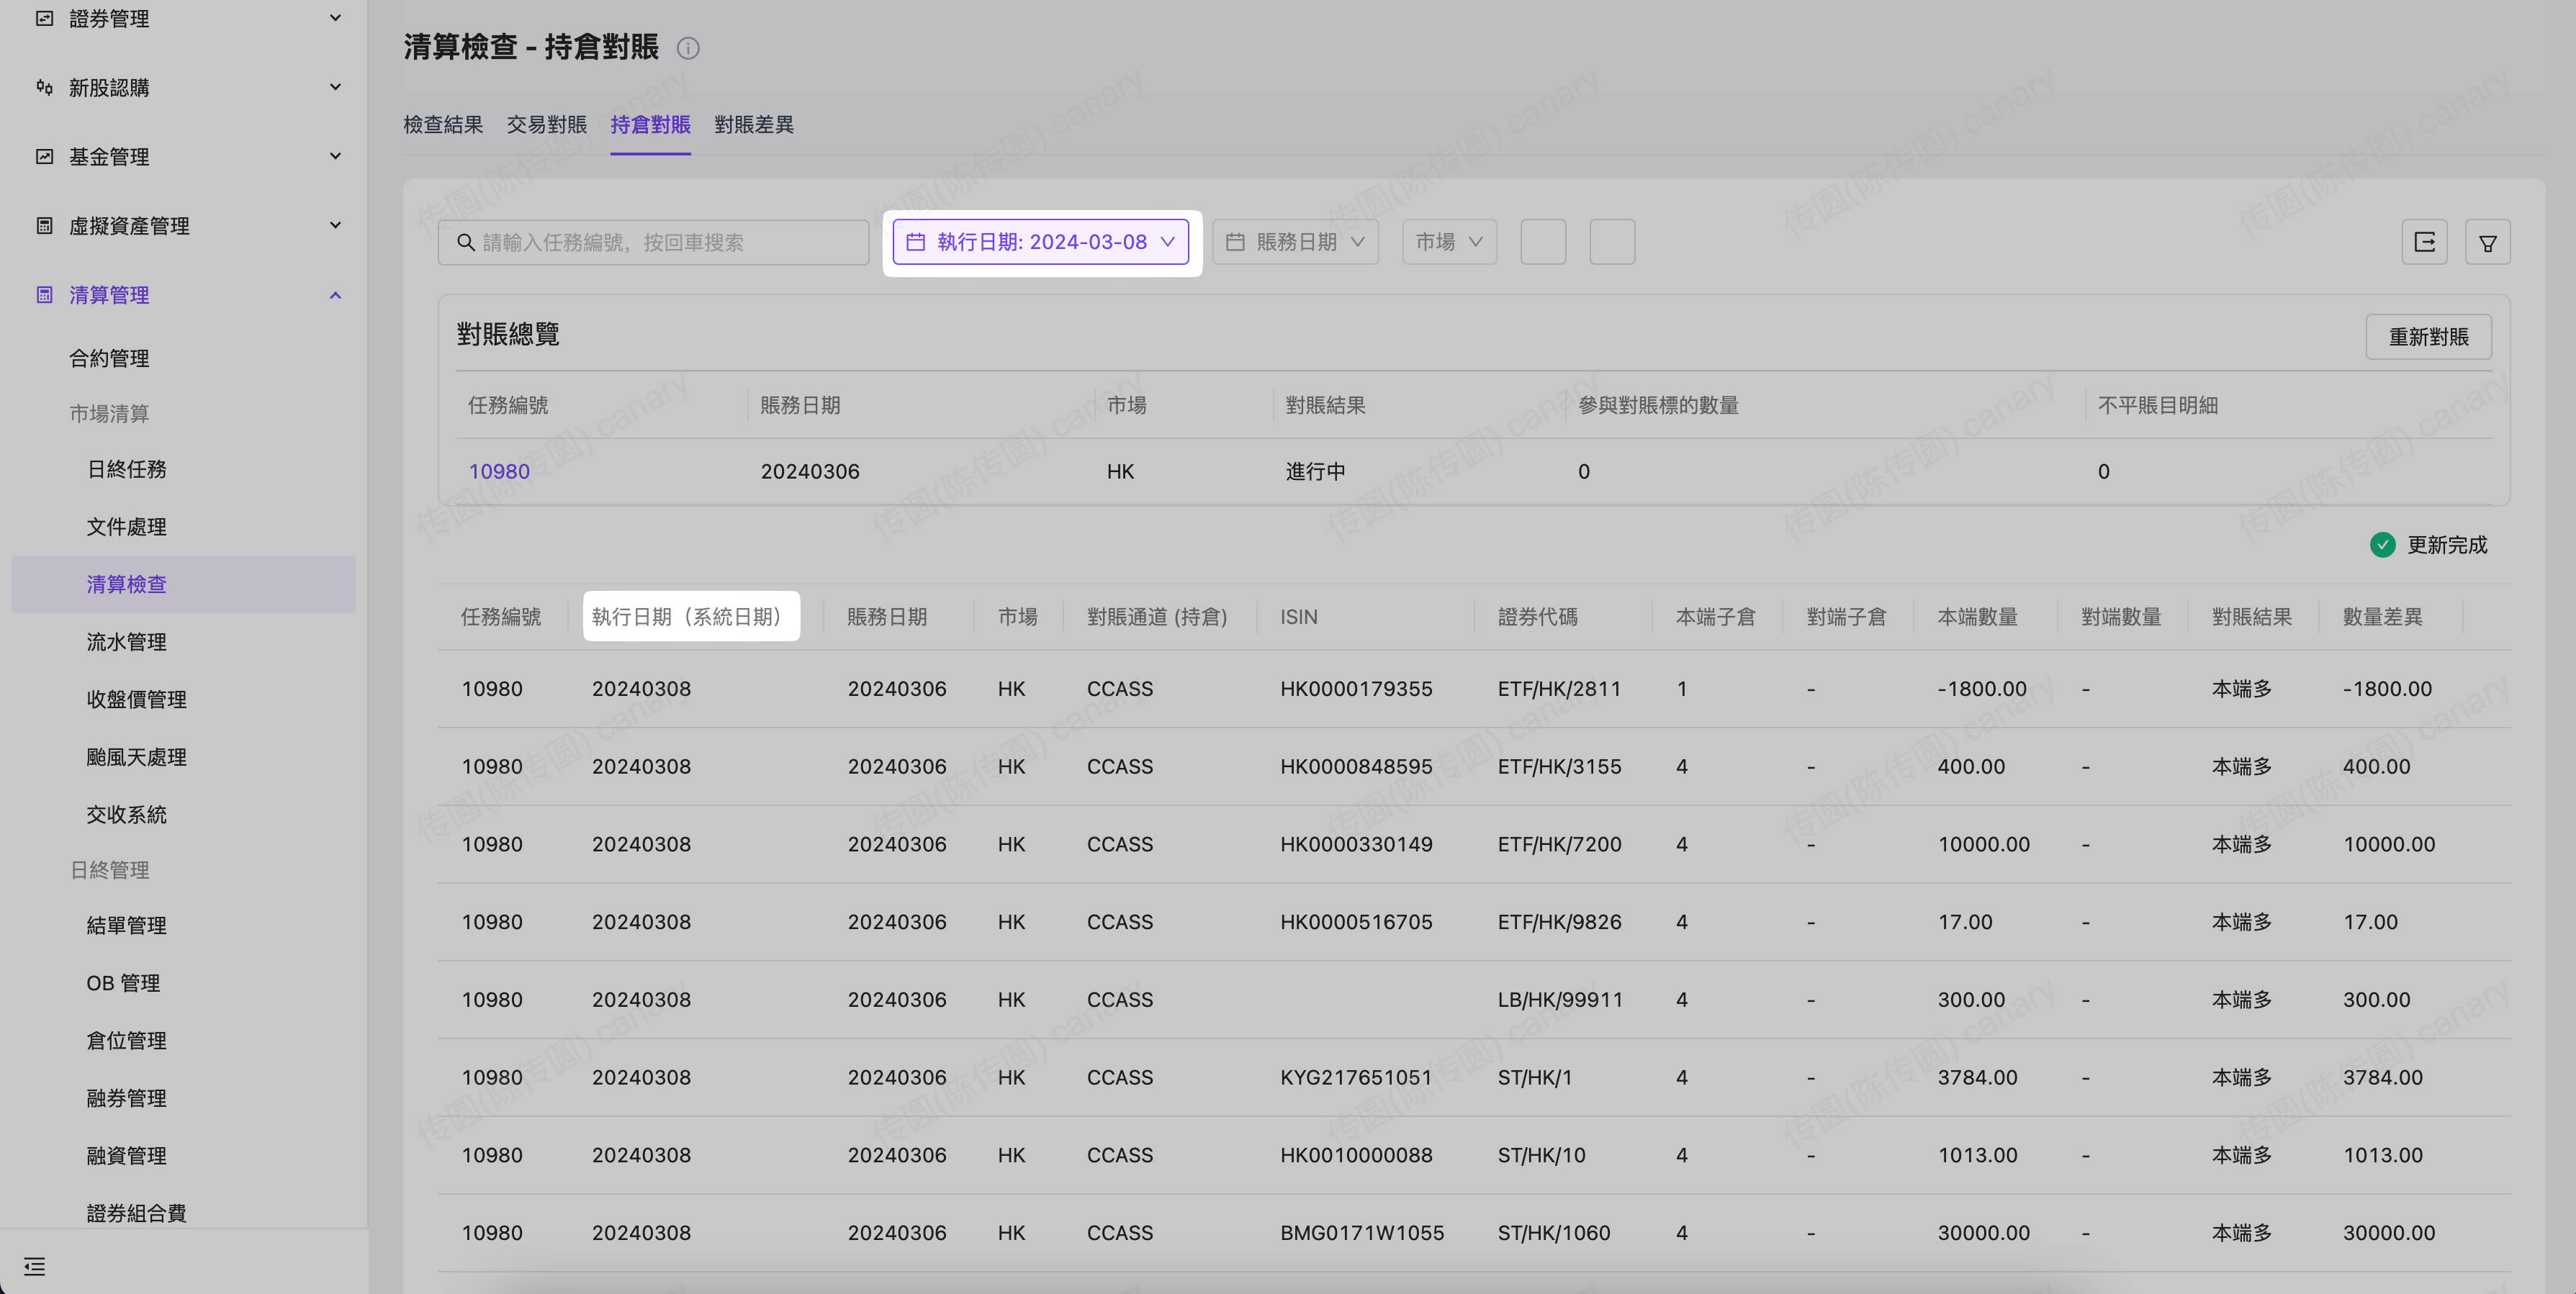 證券管理
新股認購
基金管理
虛擬資產管理
清算管理
合約管理
市場清算
日終任務
文件處理
清算檢查
流水管理
收盤價管理
颱風天處理
交收系統
日終管理
結單管理
OB 管理
倉位管理
融券管理
融資管理
證券組合費
清算檢查 - 持倉對賬
檢查結果 交易對賬 持倉對賬 對賬差異
請輸入任務編號，按回車搜索 執行日期: 2024-03-08 賬務日期 市場
對賬總覽 重新對賬
任務編號 賬務日期 市場 對賬結果 參與對賬標的數量 不平賬目明細
10980 20240306 HK 進行中 0 0
更新完成
任務編號 執行日期（系統日期） 賬務日期 市場 對賬通道 (持倉) ISIN 證券代碼 本端子倉 對端子倉 本端數量 對端數量 對賬結果 數量差異
10980 20240308 20240306 HK CCASS HK0000179355 ETF/HK/2811 1 - -1800.00 - 本端多 -1800.00
10980 20240308 20240306 HK CCASS HK0000848595 ETF/HK/3155 4 - 400.00 - 本端多 400.00
10980 20240308 20240306 HK CCASS HK0000330149 ETF/HK/7200 4 - 10000.00 - 本端多 10000.00
10980 20240308 20240306 HK CCASS HK0000516705 ETF/HK/9826 4 - 17.00 - 本端多 17.00
10980 20240308 20240306 HK CCASS LB/HK/99911 4 - 300.00 - 本端多 300.00
10980 20240308 20240306 HK CCASS KYG217651051 ST/HK/1 4 - 3784.00 - 本端多 3784.00
10980 20240308 20240306 HK CCASS HK0010000088 ST/HK/10 4 - 1013.00 - 本端多 1013.00
10980 20240308 20240306 HK CCASS BMG0171W1055 ST/HK/1060 4 - 30000.00 - 本端多 30000.00
传圆(陈传圆) canary